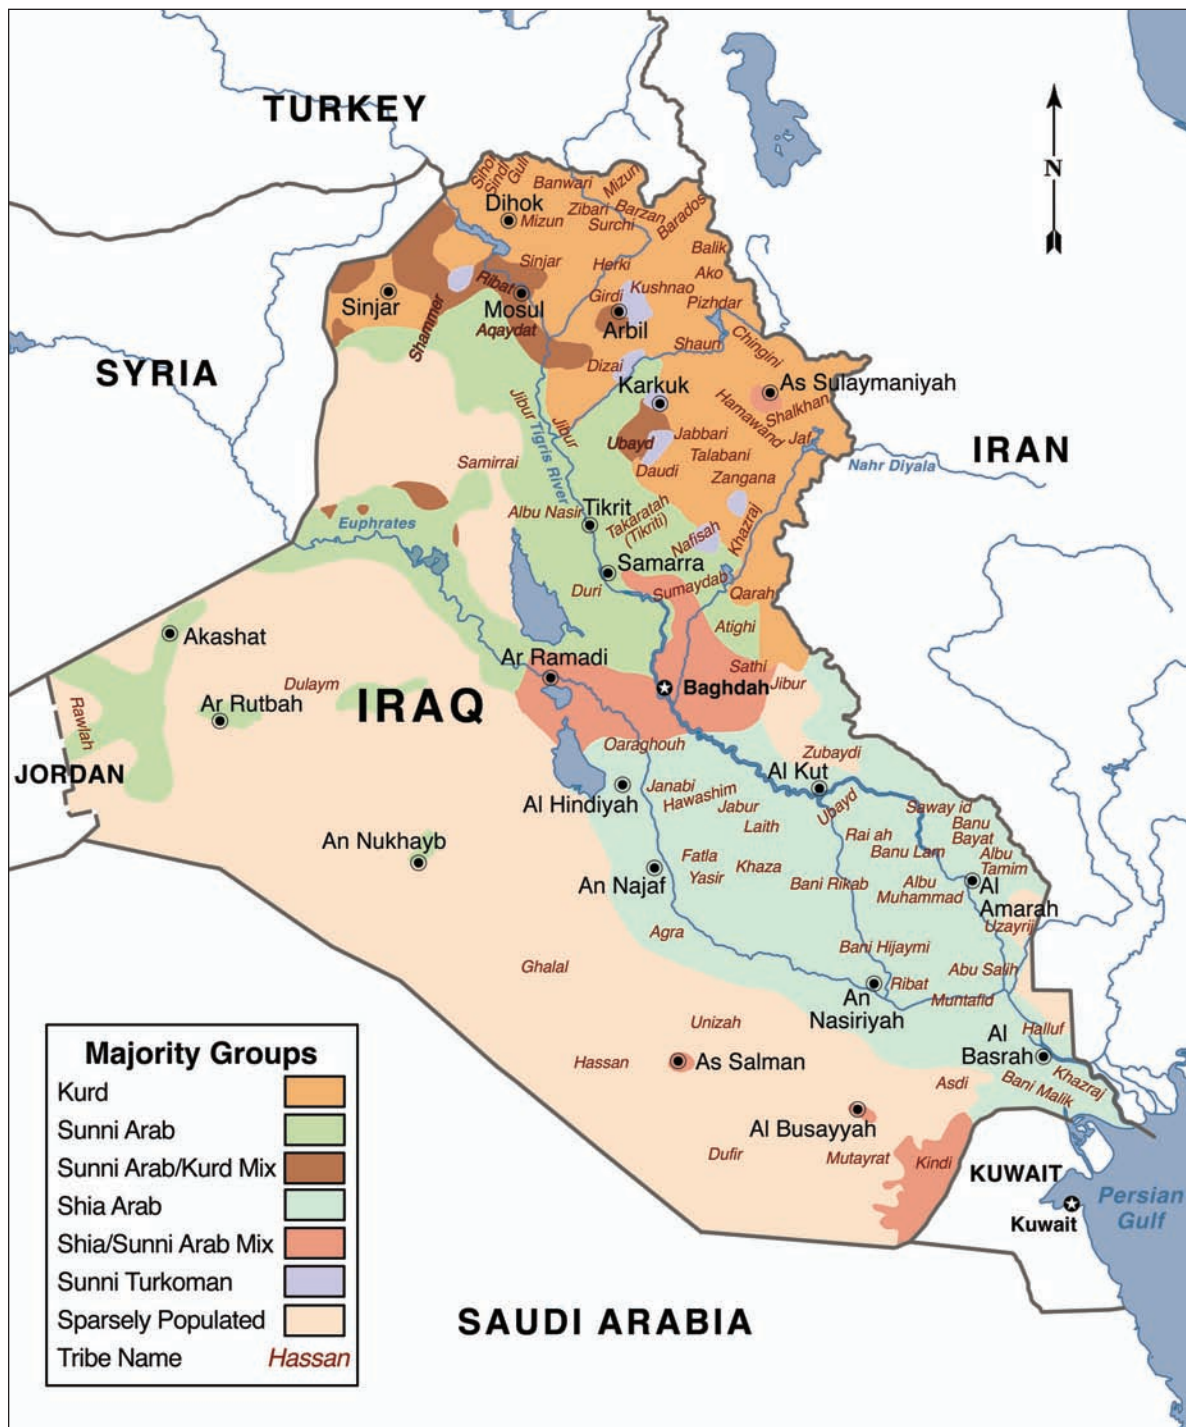 TURKEY
N
Sihoi
Sindi
Guli
Banwari
Mizun
Dihok
Mizun
Zibari
Surchi
Barzan
Barados
Balik
Sinjar
Herki
Ako
Ribat
Kushnao
Girdi
Pizhdar
Sinjar
Mosul
Arbil
Shammer
Aqaydat
Shaun
Chingini
SYRIA
Dizai
Karkuk
As Sulaymaniyah
Jibur
Jibur
Hamawand
Shalkhan
Tigris River
Ubayd
Jabbari
Jaf
IRAN
Samirrai
Daudi
Talabani
Zangana
Nahr Diyala
Albu Nasir
Tikrit
Takaratah
(Tikriti)
Khazraj
Euphrates
Nafisah
Samarra
Duri
Sumaydab
Qarah
Akashat
Atighi
Ar Ramadi
Sathi
Dulaym
Baghdah
Jibur
Rawlah
Ar Rutbah
IRAQ
Oaraghouh
Zubaydi
JORDAN
Al Kut
Al Hindiyah
Janabi
Hawashim
Jabur
Ubayd
Saway id
Laith
Rai ah
Banu
Bayat
An Nukhayb
Banu Lam
Albu
Tamim
Fatla
Khaza
An Najaf
Yasir
Bani Rikab
Albu
Muhammad
Al
Amarah
Agra
Uzayrij
Bani Hijaymi
Ghalal
Abu Salih
Ribat
An
Nasiriyah
Muntafid
Unizah
Halluf
Al
Basrah
Hassan
As Salman
Asdi
Bani Malik
Khazraj
Al Busayyah
Dufir
Mutayrat
Kindi
KUWAIT
Kuwait
Persian
Gulf
SAUDI ARABIA
Majority Groups
Kurd
Sunni Arab
Sunni Arab/Kurd Mix
Shia Arab
Shia/Sunni Arab Mix
Sunni Turkoman
Sparsely Populated
Tribe Name Hassan